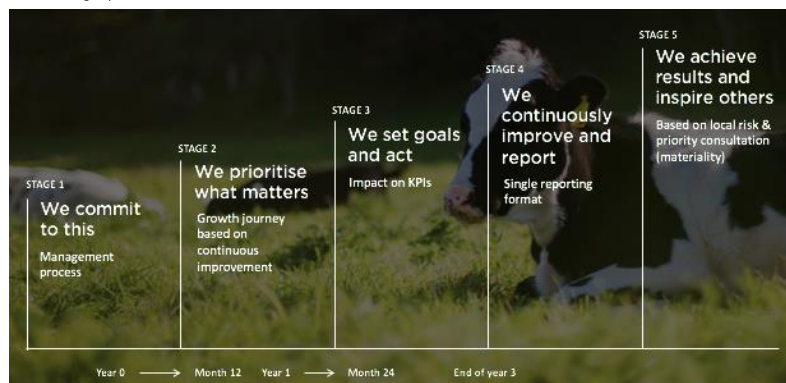 STAGE 1
We commit
to this
Management
process
STAGE 2
We prioritise
what matters
Growth journey
based on
continuous
improvement
STAGE 3
We set goals
and act
Impact on KPIs
STAGE 4
We
continuously
improve and
report
Single reporting
format
STAGE 5
We achieve
results and
inspire others
Based on local risk &
priority consultation
(materiality)
Year 0 → Month 12 Year 1 → Month 24 End of year 3